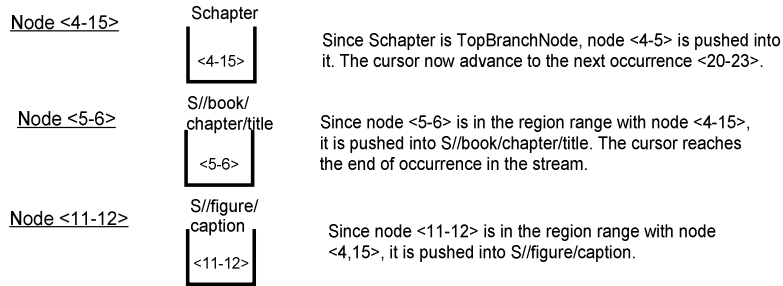 Node <4-15>
Schapter
<4-15>
Since Schapter is TopBranchNode, node <4-5> is pushed into
it. The cursor now advance to the next occurrence <20-23>.
Node <5-6>
S//book/
chapter/title
<5-6>
Since node <5-6> is in the region range with node <4-15>,
it is pushed into S//book/chapter/title. The cursor reaches
the end of occurrence in the stream.
Node <11-12>
S//figure/
caption
<11-12>
Since node <11-12> is in the region range with node
<4,15>, it is pushed into S//figure/caption.